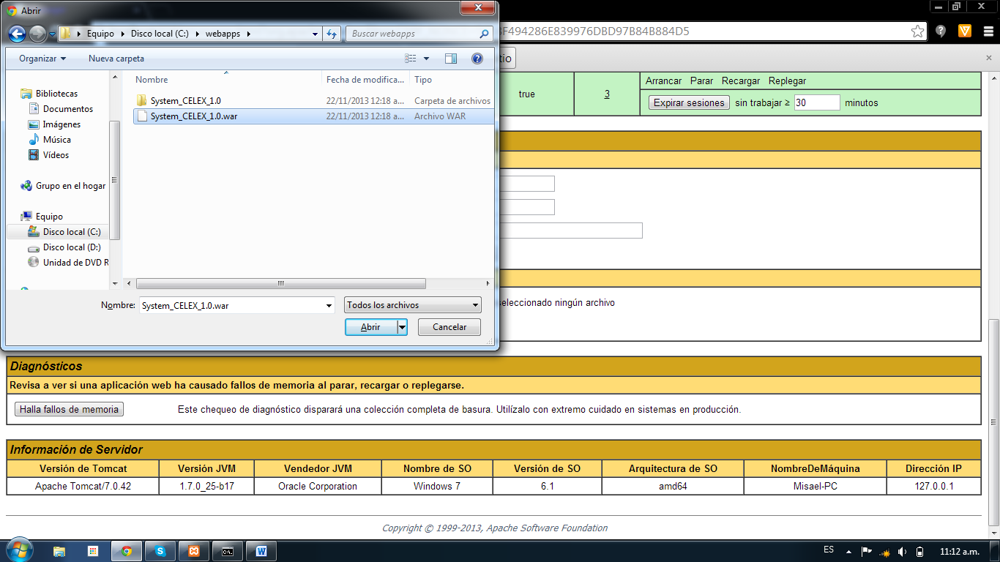 Abrir
Equipo Disco local (C:) webapps
Buscar webapps
F494286E839976DBD97B84B884D5
Organizar Nueva carpeta
Nombre Fecha de modifica... Tipo
System_CELEX_1.0 22/11/2013 12:18 a... Carpeta de archivos
System_CELEX_1.0.war 22/11/2013 12:18 a... Archivo WAR
Bibliotecas
Documentos
Imágenes
Música
Vídeos
Grupo en el hogar
Equipo
Disco local (C:)
Disco local (D:)
Unidad de DVD R
Nombre: System_CELEX_1.0.war Todos los archivos
Abrir Cancelar
tio
true 3 Arrancar Parar Recargar Replegar
Expirar sesiones sin trabajar ≥ 30 minutos
seleccionado ningún archivo
Diagnósticos
Revisa a ver si una aplicación web ha causado fallos de memoria al parar, recargar o replegarse.
Halla fallos de memoria Este chequeo de diagnóstico disparará una colección completa de basura. Utilízalo con extremo cuidado en sistemas en producción.
Información de Servidor
Versión de Tomcat Versión JVM Vendedor JVM Nombre de SO Versión de SO Arquitectura de SO NombreDeMáquina Dirección IP
Apache Tomcat/7.0.42 1.7.0_25-b17 Oracle Corporation Windows 7 6.1 amd64 Misael-PC 127.0.0.1
Copyright © 1999-2013, Apache Software Foundation
ES 11:12 a.m.